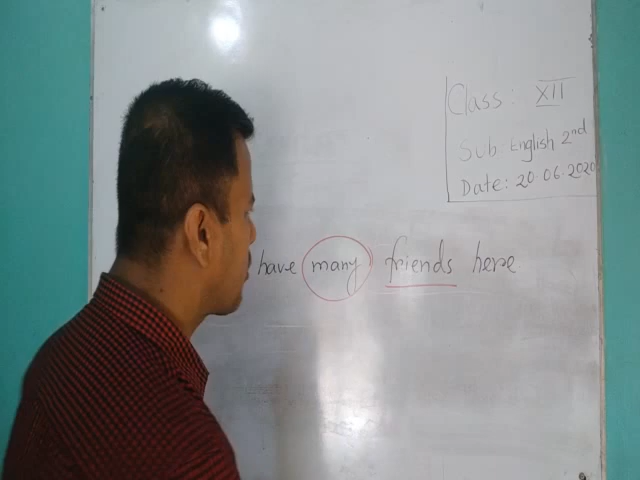 Class: XII
Sub: English 2nd
Date: 20.06.2020
have many friends here